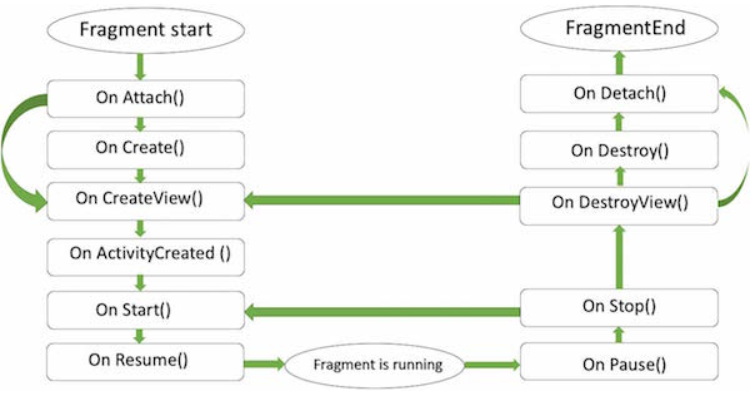 Fragment start
On Attach()
On Create()
On CreateView()
On ActivityCreated ()
On Start()
On Resume()
Fragment is running
On Pause()
On Stop()
On DestroyView()
On Destroy()
On Detach()
FragmentEnd